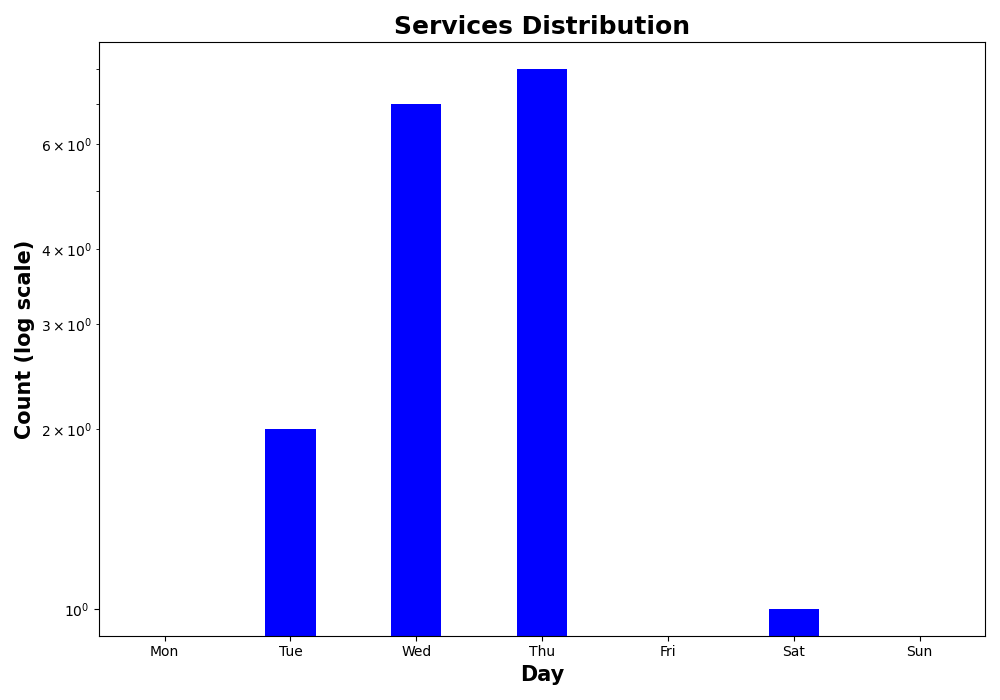 Services Distribution
Count (log scale)
6 × 10⁰
4 × 10⁰
3 × 10⁰
2 × 10⁰
10⁰
Mon Tue Wed Thu Fri Sat Sun
Day